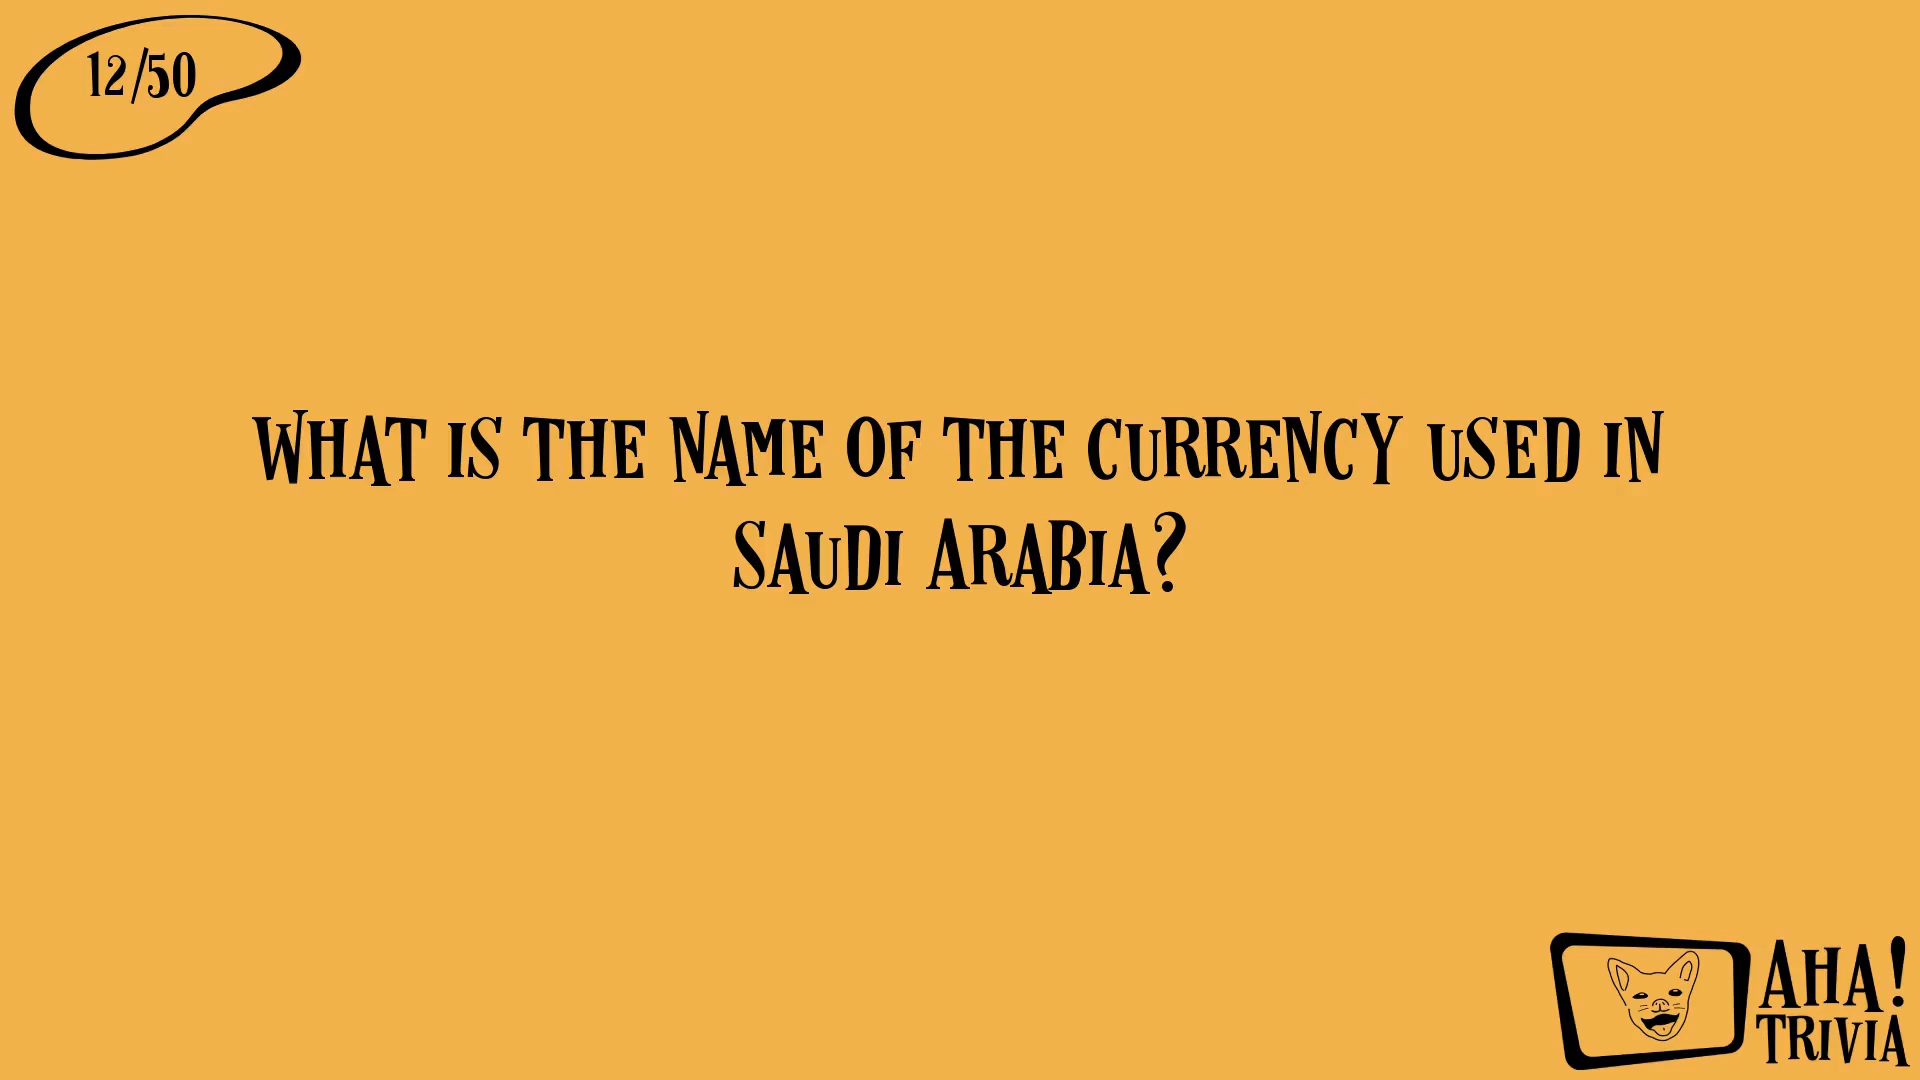 12/50
What is the name of the currency used in
Saudi Arabia?
AHA!
TRIVIA